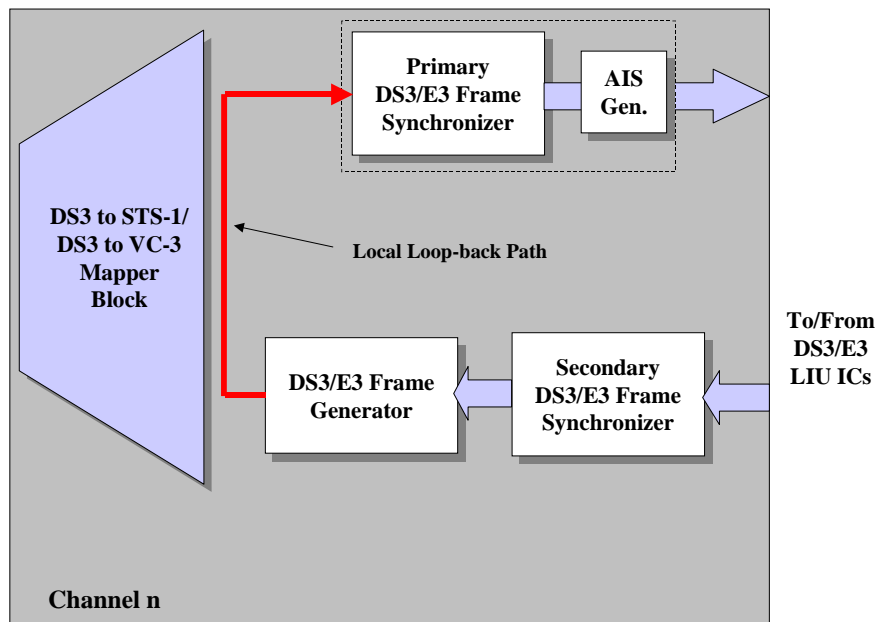 Primary
DS3/E3 Frame
Synchronizer
AIS
Gen.
DS3 to STS-1/
DS3 to VC-3
Mapper
Block
Local Loop-back Path
To/From
DS3/E3
LIU ICs
DS3/E3 Frame
Generator
Secondary
DS3/E3 Frame
Synchronizer
Channel n